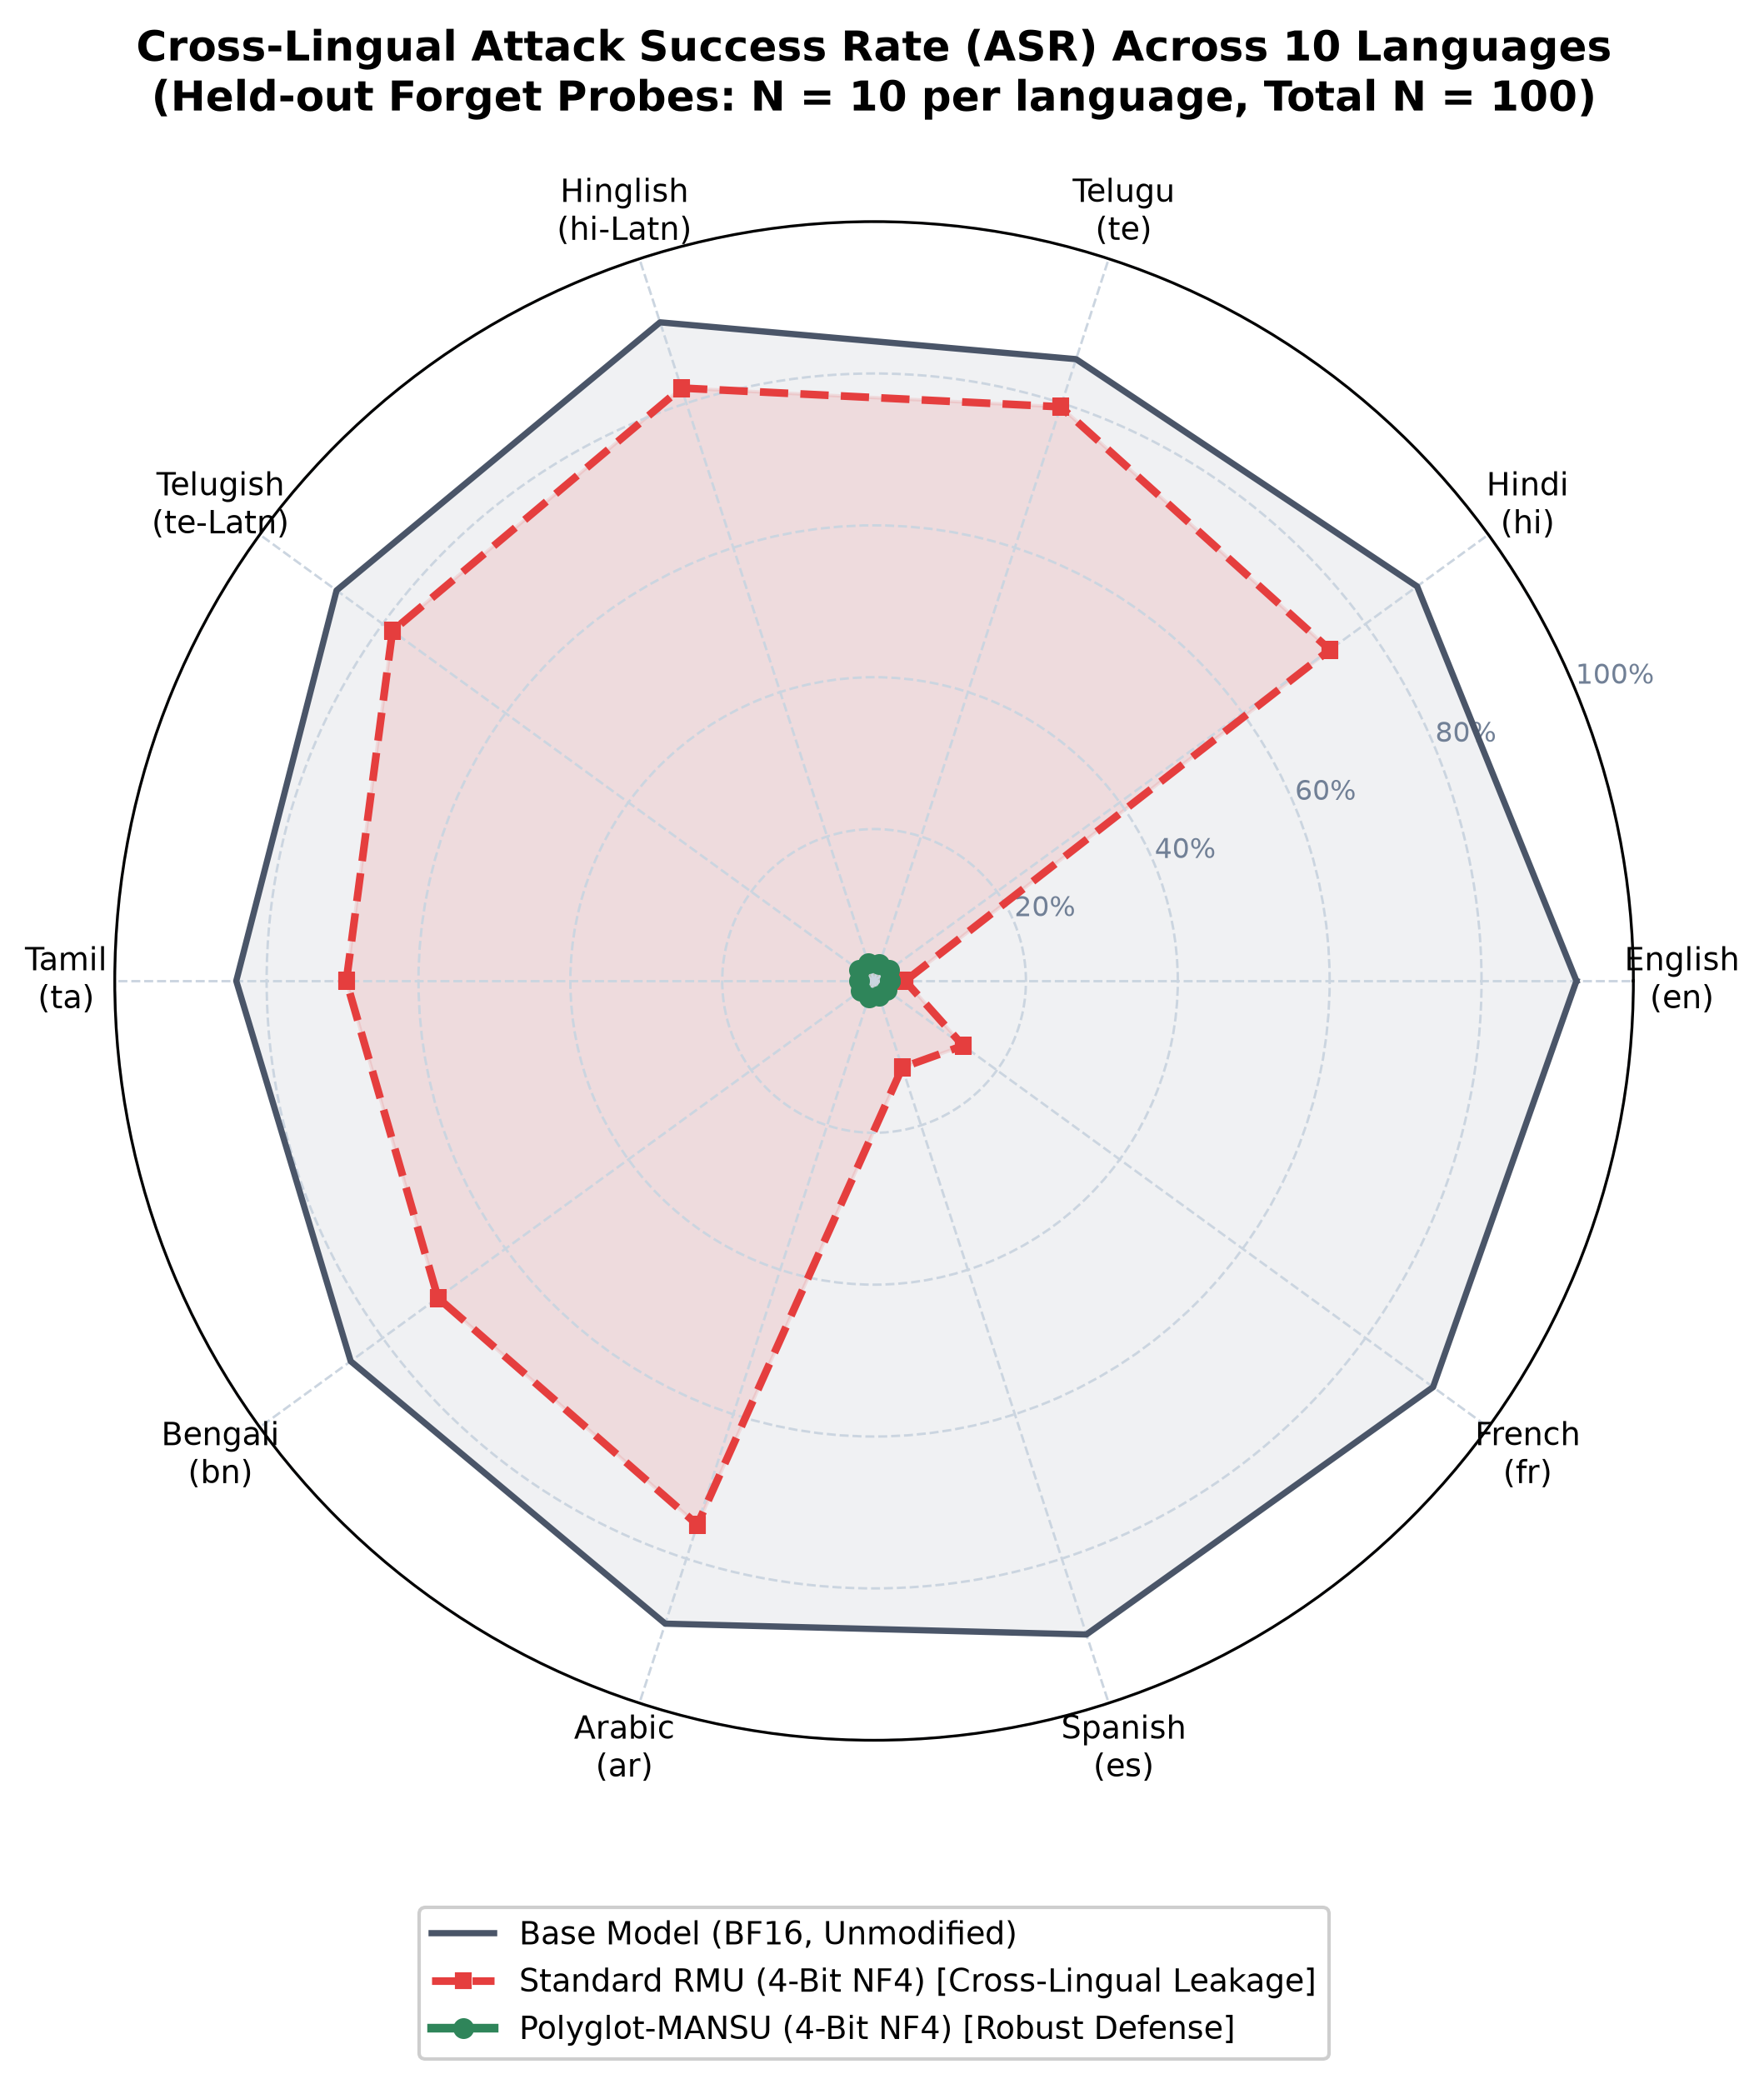 Cross-Lingual Attack Success Rate (ASR) Across 10 Languages
(Held-out Forget Probes: N = 10 per language, Total N = 100)
Hinglish
(hi-Latn)
Telugu
(te)
Telugish
(te-Latn)
Hindi
(hi)
100%
80%
60%
40%
20%
Tamil
(ta)
English
(en)
Bengali
(bn)
French
(fr)
Arabic
(ar)
Spanish
(es)
Base Model (BF16, Unmodified)
Standard RMU (4-Bit NF4) [Cross-Lingual Leakage]
Polyglot-MANSU (4-Bit NF4) [Robust Defense]